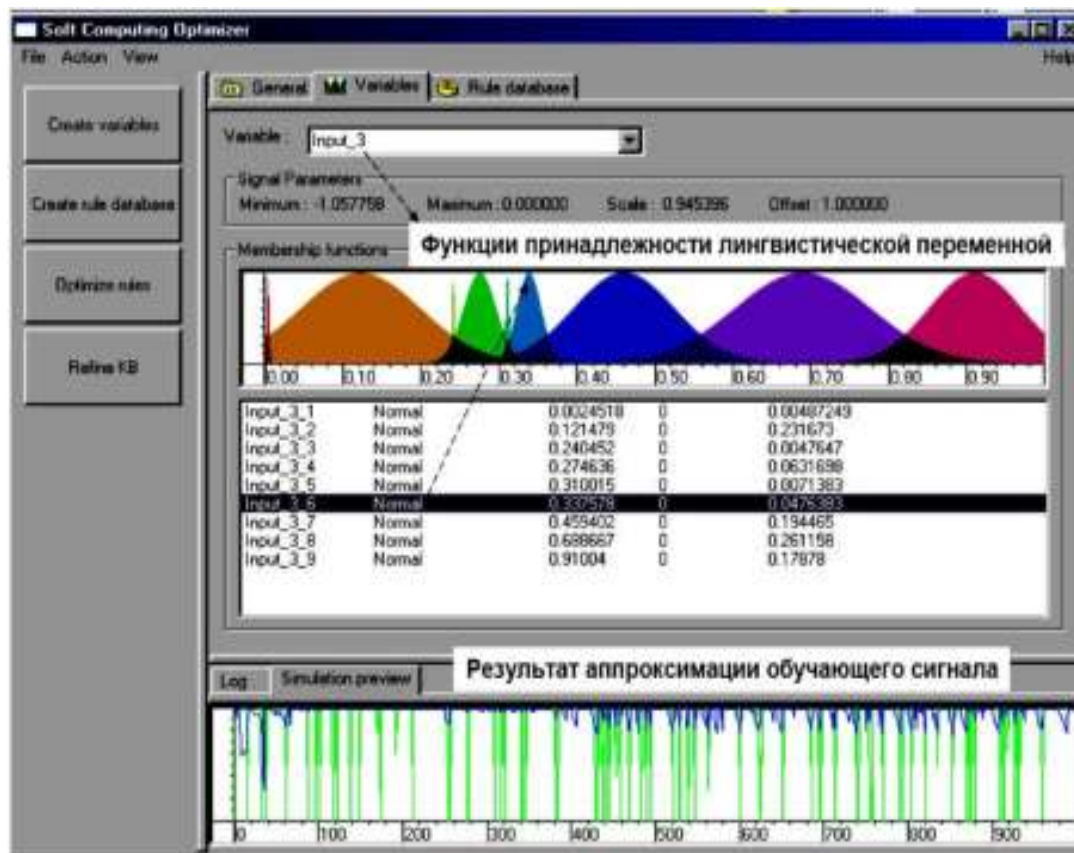 Soft Computing Optimizer
File Action View Help
General Variables Rule database
Create variables
Create rule database
Optimize rules
Refine KB
Variable : Input_3
Signal Parameters
Minimum : -1.057758 Maximum : 0.000000 Scale : 0.945396 Offset : 1.000000
Функции принадлежности лингвистической переменной
Membership functions
0.00 0.10 0.20 0.30 0.40 0.50 0.60 0.70 0.80 0.90
Input_3_1 Normal 0.0024518 0 0.00487249
Input_3_2 Normal 0.121479 0 0.231673
Input_3_3 Normal 0.240452 0 0.0047647
Input_3_4 Normal 0.274636 0 0.0631698
Input_3_5 Normal 0.310015 0 0.0071383
Input_3_6 Normal 0.337578 0 0.0476383
Input_3_7 Normal 0.459402 0 0.194465
Input_3_8 Normal 0.688667 0 0.261158
Input_3_9 Normal 0.91004 0 0.17878
Результат аппроксимации обучающего сигнала
Log Simulation preview
0 100 200 300 400 500 600 700 800 900